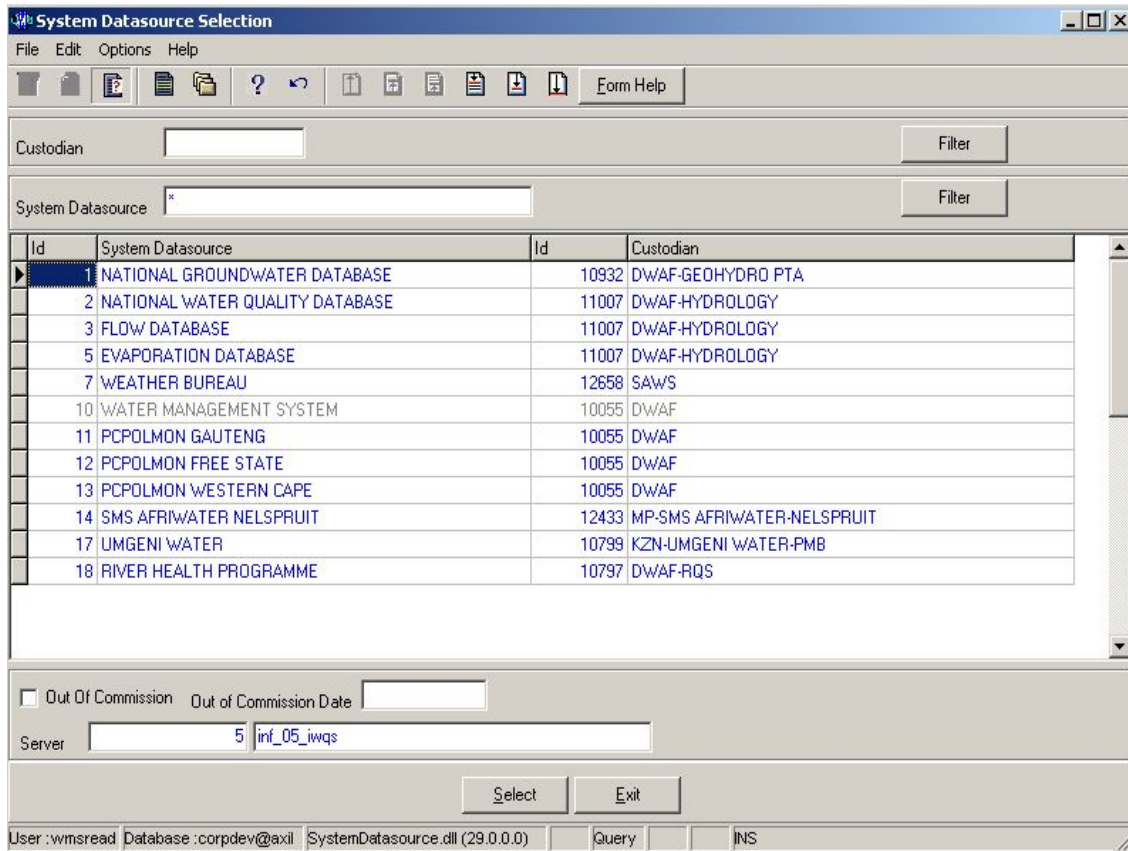 System Datasource Selection
File Edit Options Help
? Form Help
Custodian Filter
System Datasource * Filter
Id System Datasource Id Custodian
1 NATIONAL GROUNDWATER DATABASE 10932 DWAF-GEOHYDRO PTA
2 NATIONAL WATER QUALITY DATABASE 11007 DWAF-HYDROLOGY
3 FLOW DATABASE 11007 DWAF-HYDROLOGY
5 EVAPORATION DATABASE 11007 DWAF-HYDROLOGY
7 WEATHER BUREAU 12658 SAWS
10 WATER MANAGEMENT SYSTEM 10055 DWAF
11 PCPOLMON GAUTENG 10055 DWAF
12 PCPOLMON FREE STATE 10055 DWAF
13 PCPOLMON WESTERN CAPE 10055 DWAF
14 SMS AFRIWATER NELSPRUIT 12433 MP-SMS AFRIWATER-NELSPRUIT
17 UMGENI WATER 10799 KZN-UMGENI WATER-PMB
18 RIVER HEALTH PROGRAMME 10797 DWAF-RQS
Out Of Commission Out of Commission Date
Server 5 inf_05_iwqs
Select Exit
User :wmsread Database :corpdev@axil SystemDatasource.dll (29.0.0.0) Query INS